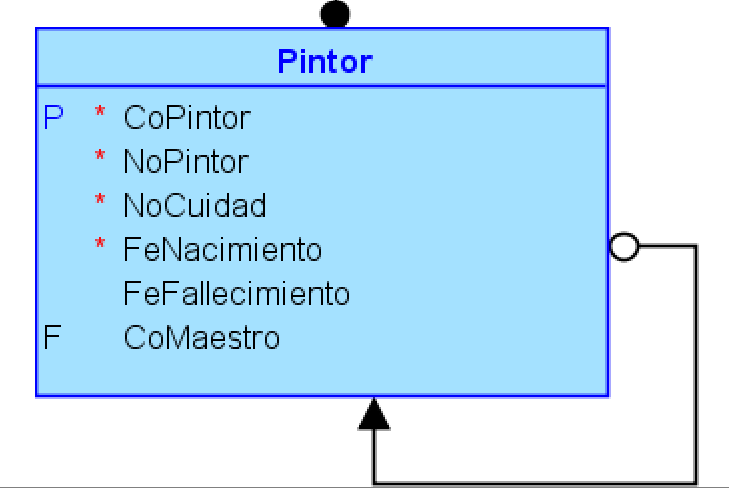 Pintor
P * CoPintor
* NoPintor
* NoCuidad
* FeNacimiento
FeFallecimiento
F CoMaestro